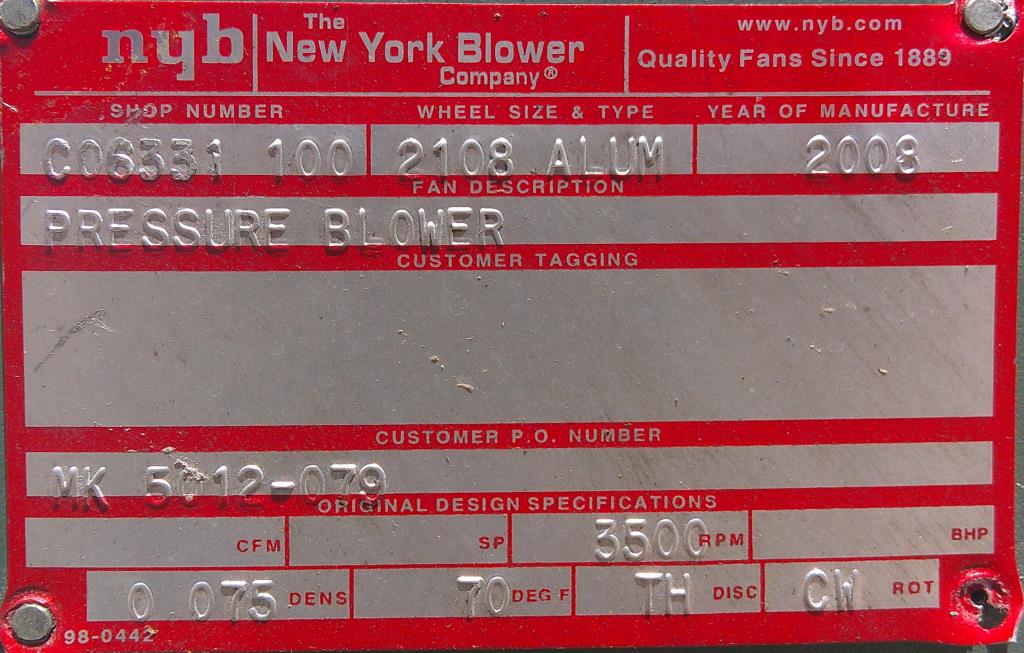 nyb The New York Blower Company®
www.nyb.com
Quality Fans Since 1889
SHOP NUMBER WHEEL SIZE & TYPE YEAR OF MANUFACTURE
C06331 100 2108 ALUM 2008
FAN DESCRIPTION
PRESSURE BLOWER
CUSTOMER TAGGING
CUSTOMER P.O. NUMBER
MK 5012-079
ORIGINAL DESIGN SPECIFICATIONS
CFM SP 3500 RPM BHP
0 075 DENS 70 DEG F TH DISC CW ROT
98-0442